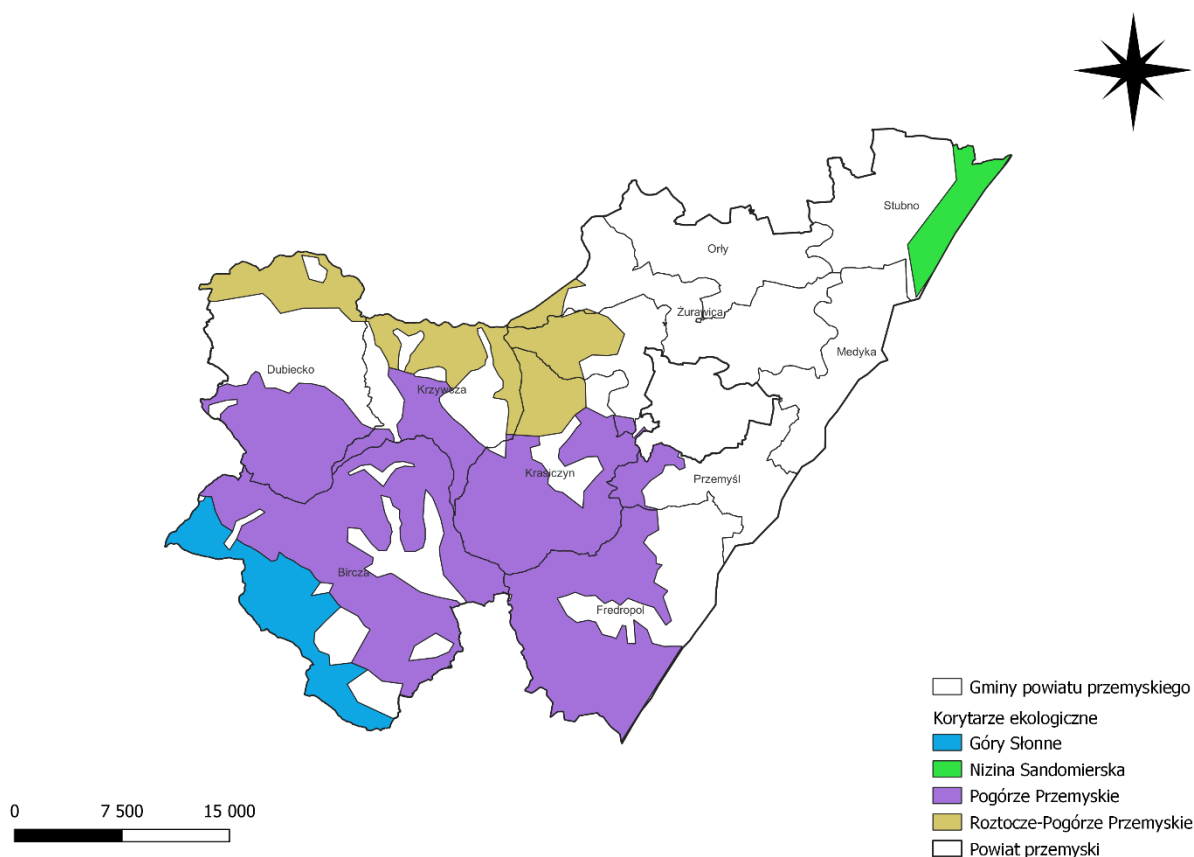 Stubno
Orły
Żurawica
Medyka
Dubiecko
Krzywcza
Krasiczyn
Przemyśl
Bircza
Fredropol
Gminy powiatu przemyskiego
Korytarze ekologiczne
Góry Słonne
Nizina Sandomierska
Pogórze Przemyskie
Roztocze-Pogórze Przemyskie
Powiat przemyski
0 7 500 15 000